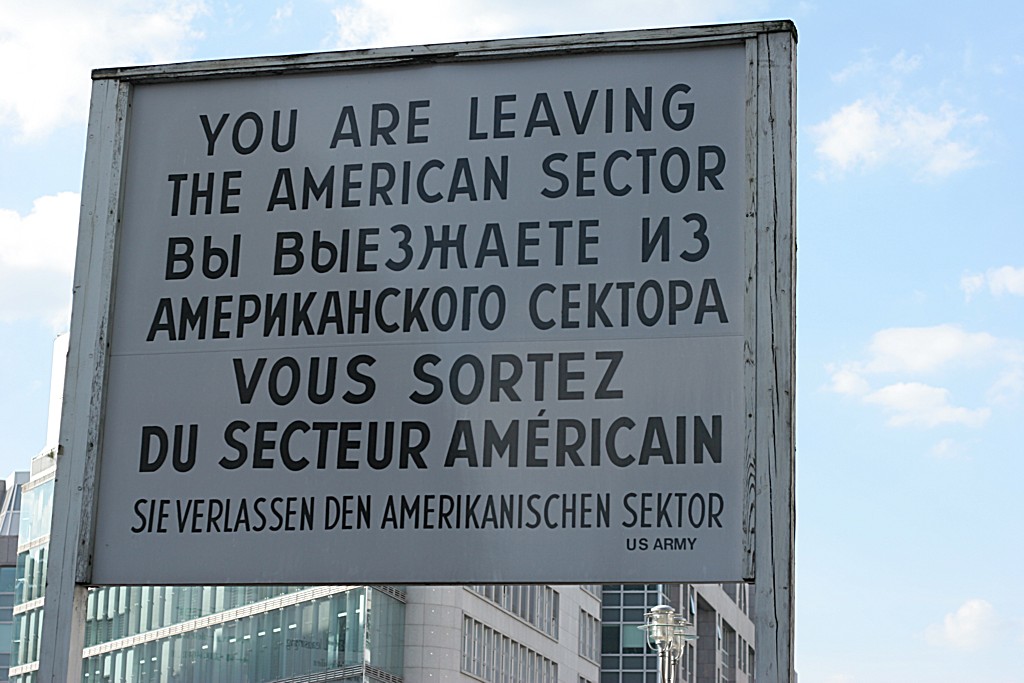 YOU ARE LEAVING
THE AMERICAN SECTOR
ВЫ ВЫЕЗЖАЕТЕ ИЗ
АМЕРИКАНСКОГО СЕКТОРА
VOUS SORTEZ
DU SECTEUR AMÉRICAIN
SIE VERLASSEN DEN AMERIKANISCHEN SEKTOR
US ARMY